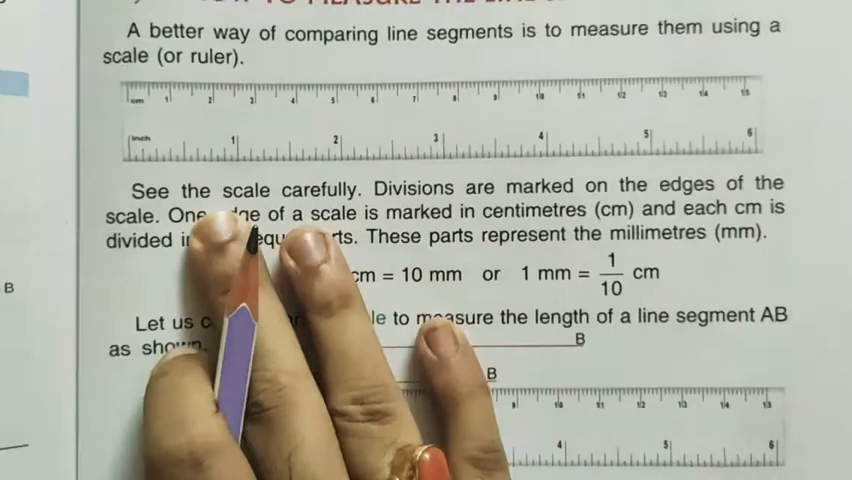 A better way of comparing line segments is to measure them using a
scale (or ruler).
cm 1 2 3 4 5 6 7 8 9 10 11 12 13 14 15
Inch 1 2 3 4 5 6
See the scale carefully. Divisions are marked on the edges of the
scale. One of a scale is marked in centimetres (cm) and each cm is
divided These parts represent the millimetres (mm).
cm = 10 mm or 1 mm = 1/10 cm
B
Let us to measure the length of a line segment AB
as shown.
B
B
9 10 11 12 13 14 15
4 5 6